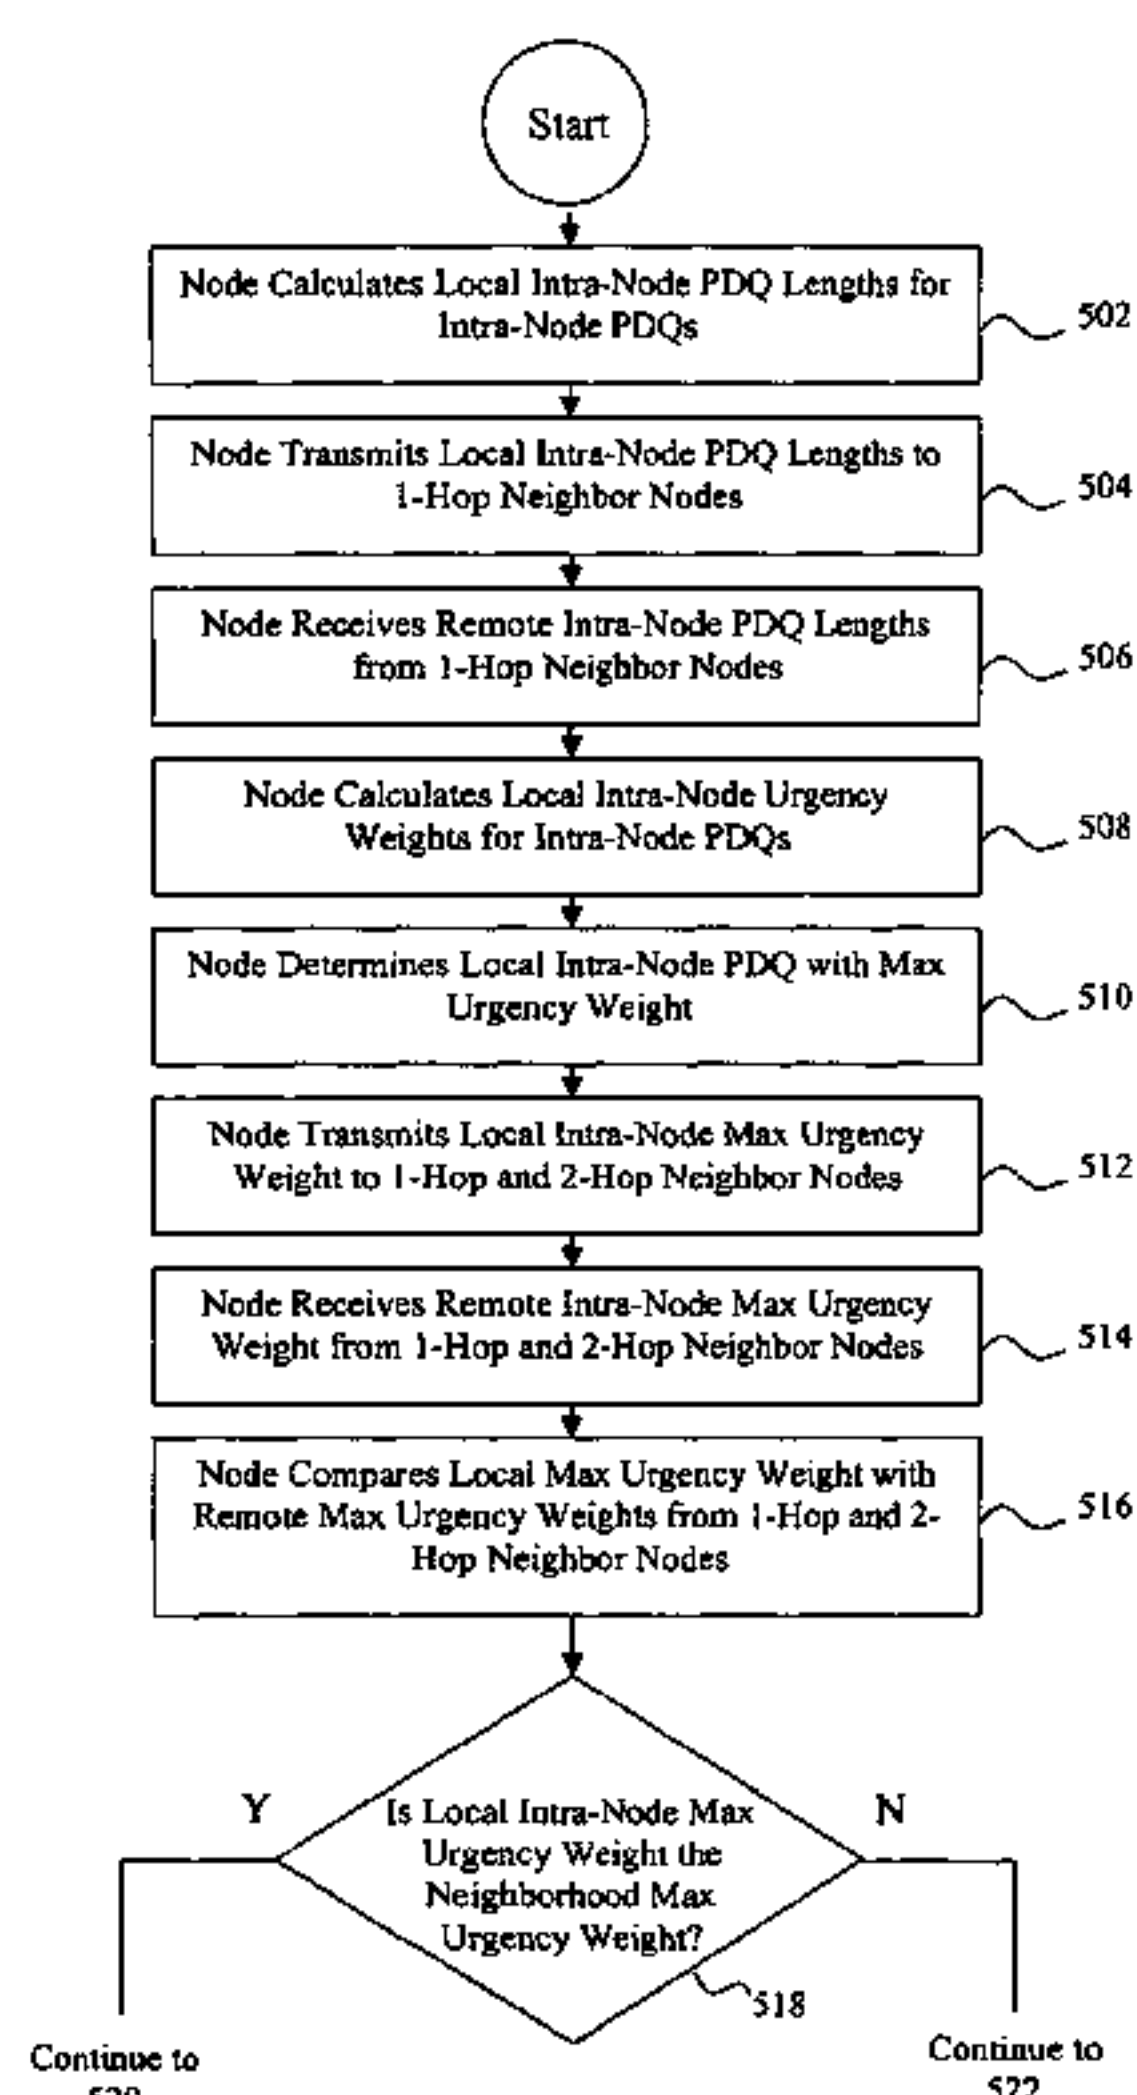 Start
Node Calculates Local Intra-Node PDQ Lengths for
Intra-Node PDQs
502
Node Transmits Local Intra-Node PDQ Lengths to
1-Hop Neighbor Nodes
504
Node Receives Remote Intra-Node PDQ Lengths
from 1-Hop Neighbor Nodes
506
Node Calculates Local Intra-Node Urgency
Weights for Intra-Node PDQs
508
Node Determines Local Intra-Node PDQ with Max
Urgency Weight
510
Node Transmits Local Intra-Node Max Urgency
Weight to 1-Hop and 2-Hop Neighbor Nodes
512
Node Receives Remote Intra-Node Max Urgency
Weight from 1-Hop and 2-Hop Neighbor Nodes
514
Node Compares Local Max Urgency Weight with
Remote Max Urgency Weights from 1-Hop and 2-
Hop Neighbor Nodes
516
Y
N
Is Local Intra-Node Max
Urgency Weight the
Neighborhood Max
Urgency Weight?
518
Continue to
Continue to
522